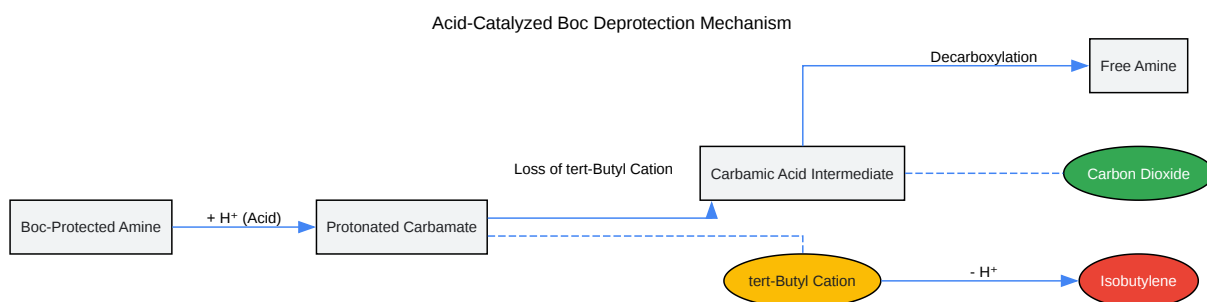 Acid-Catalyzed Boc Deprotection Mechanism
Decarboxylation
Free Amine
Loss of tert-Butyl Cation
Carbamic Acid Intermediate
Carbon Dioxide
Boc-Protected Amine
+ H⁺ (Acid)
Protonated Carbamate
tert-Butyl Cation
- H⁺
Isobutylene